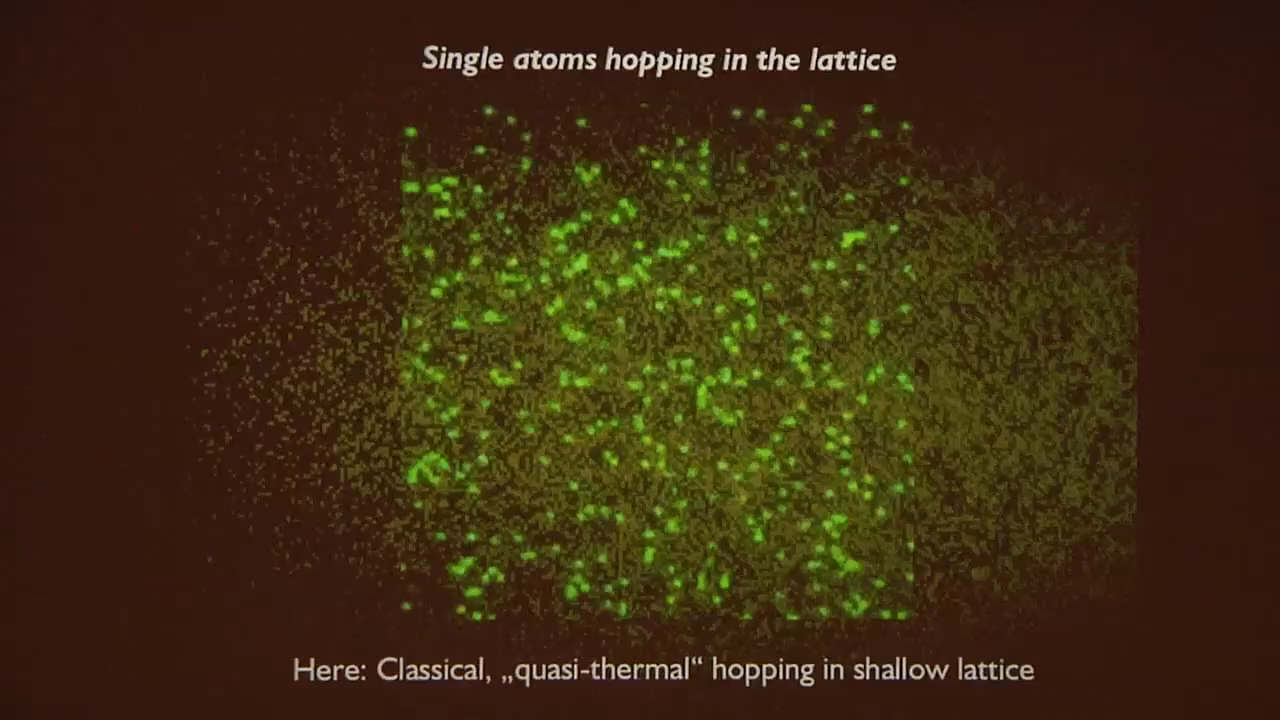 Single atoms hopping in the lattice
Here: Classical, „quasi-thermal“ hopping in shallow lattice